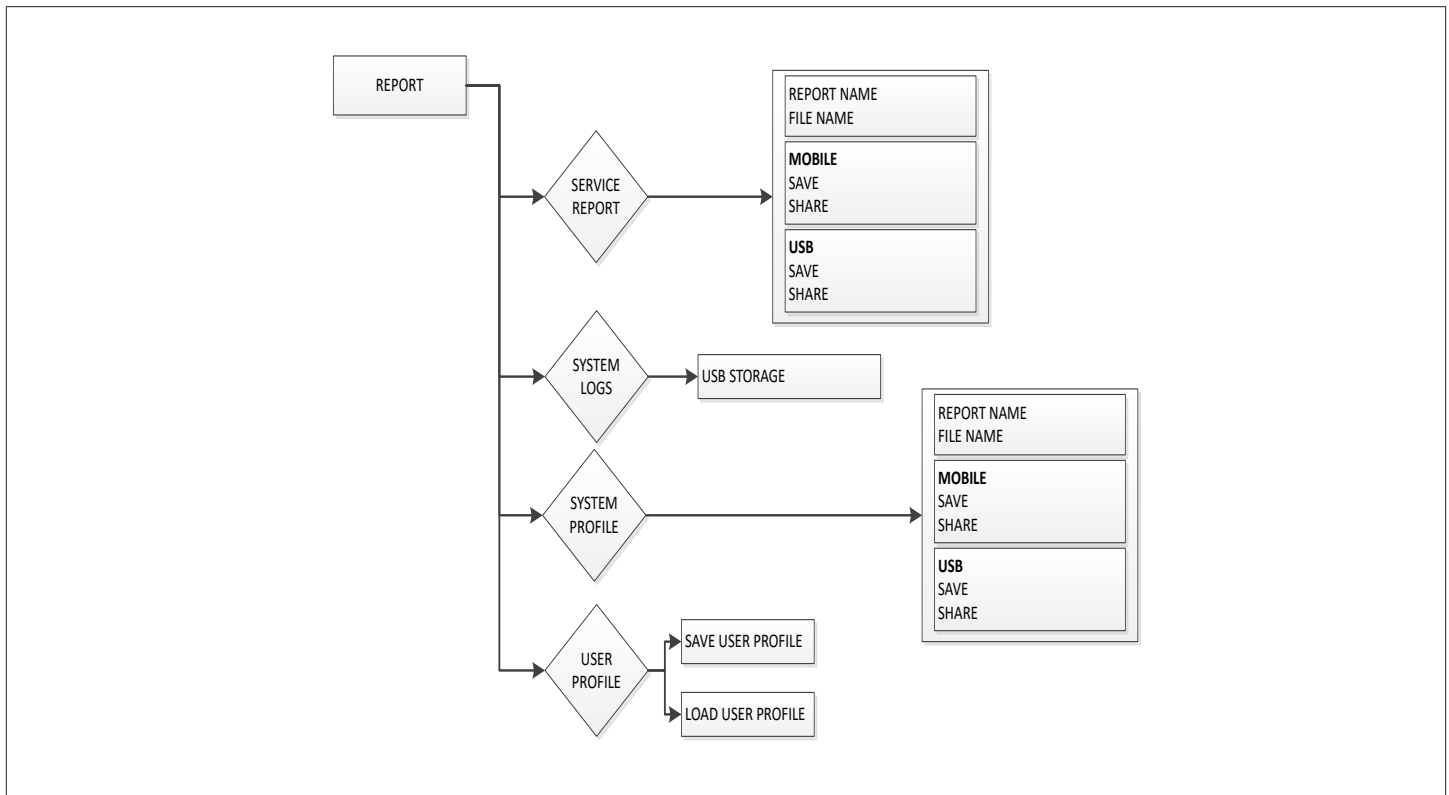 REPORT
SERVICE
REPORT
REPORT NAME
FILE NAME
MOBILE
SAVE
SHARE
USB
SAVE
SHARE
SYSTEM
LOGS
USB STORAGE
SYSTEM
PROFILE
REPORT NAME
FILE NAME
MOBILE
SAVE
SHARE
USB
SAVE
SHARE
USER
PROFILE
SAVE USER PROFILE
LOAD USER PROFILE